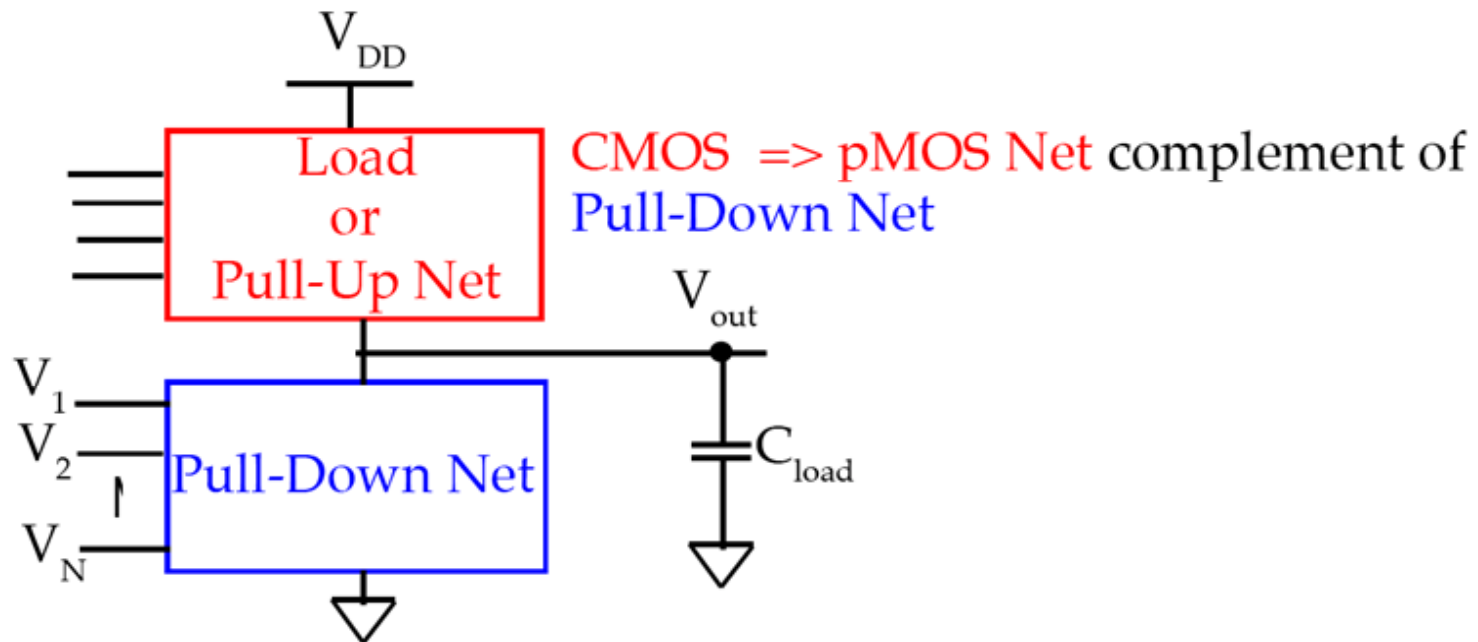 VDD
Load
or
Pull-Up Net
CMOS => pMOS Net complement of
Pull-Down Net
Vout
V1
V2
VN
Pull-Down Net
Cload